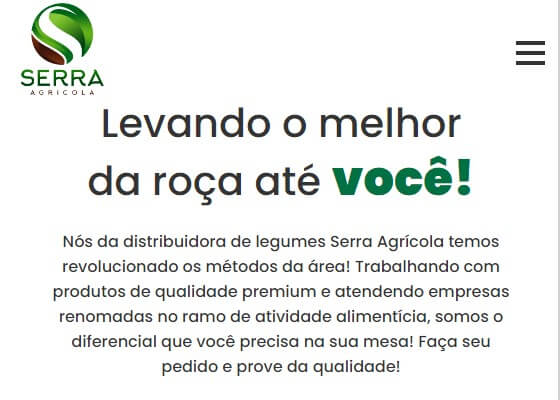 SERRA
AGRÍCOLA
Levando o melhor
da roça até você!
Nós da distribuidora de legumes Serra Agrícola temos
revolucionado os métodos da área! Trabalhando com
produtos de qualidade premium e atendendo empresas
renomadas no ramo de atividade alimentícia, somos o
diferencial que você precisa na sua mesa! Faça seu
pedido e prove da qualidade!